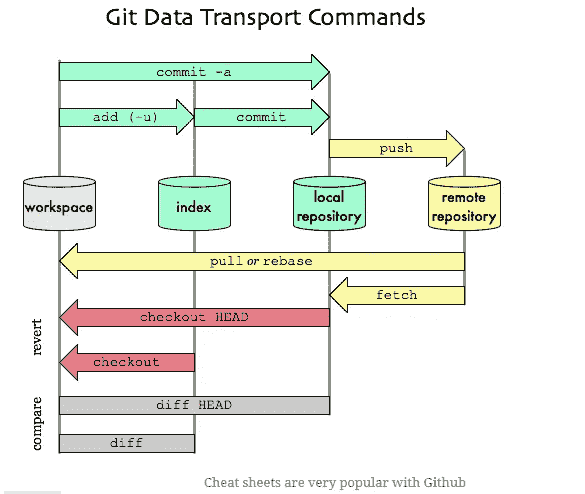 Git Data Transport Commands
commit -a
add (-u) commit
push
workspace index local repository remote repository
pull or rebase
fetch
checkout HEAD
revert
checkout
diff HEAD
compare
diff
Cheat sheets are very popular with Github